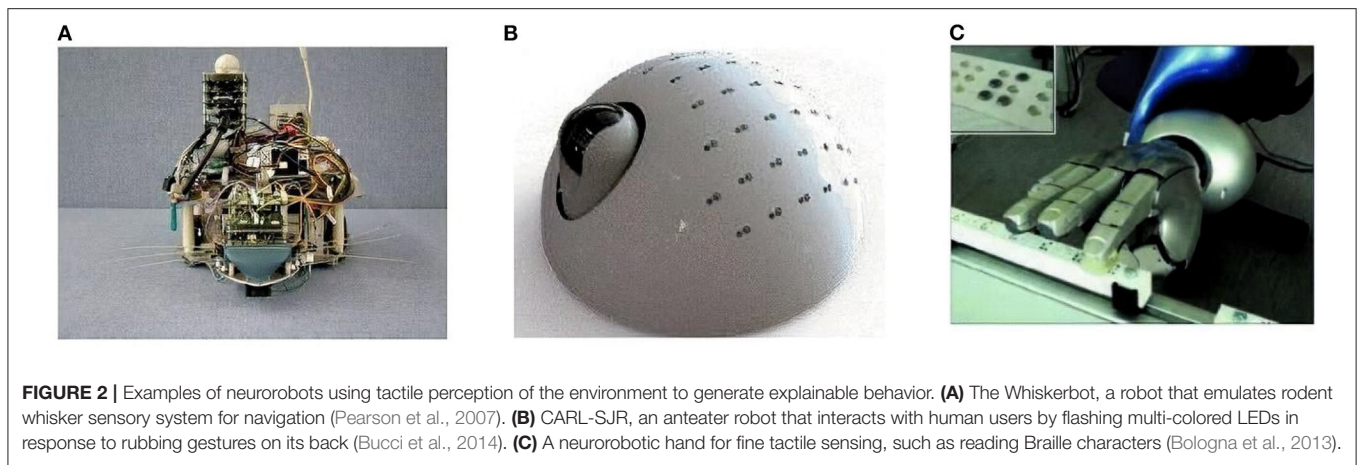 A
B
C
FIGURE 2 | Examples of neurorobots using tactile perception of the environment to generate explainable behavior. (A) The Whiskerbot, a robot that emulates rodent
whisker sensory system for navigation (Pearson et al., 2007). (B) CARL-SJR, an anteater robot that interacts with human users by flashing multi-colored LEDs in
response to rubbing gestures on its back (Bucci et al., 2014). (C) A neurorobotic hand for fine tactile sensing, such as reading Braille characters (Bologna et al., 2013).